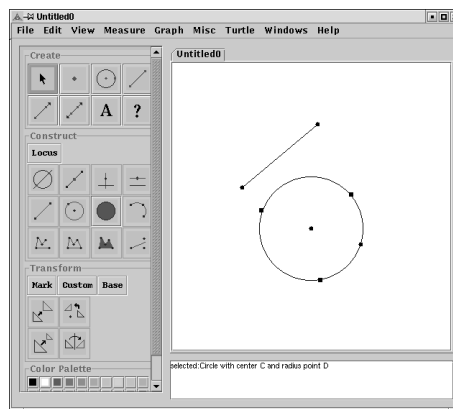 Untitled0
File Edit View Measure Graph Misc Turtle Windows Help
Create
A ?
Construct
Locus
Transform
Mark Custom Base
Color Palette
Untitled0
selected:Circle with center C and radius point D